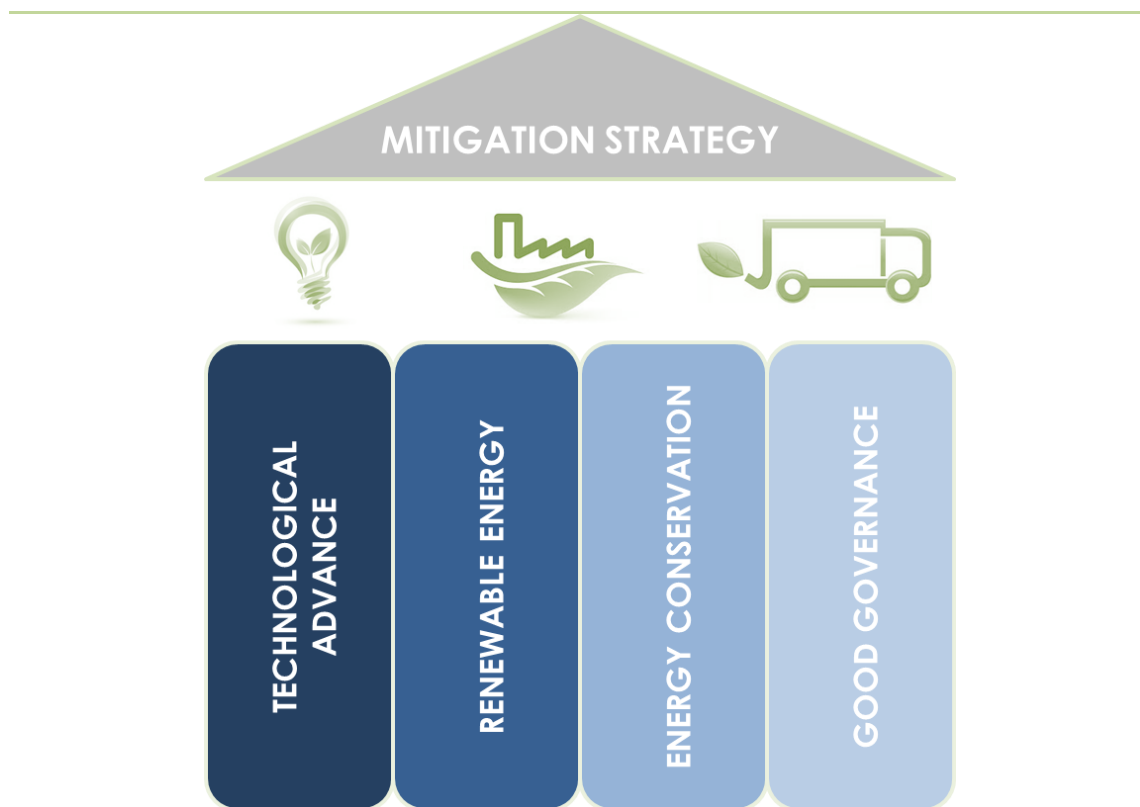 MITIGATION STRATEGY
TECHNOLOGICAL
ADVANCE
RENEWABLE ENERGY
ENERGY CONSERVATION
GOOD GOVERNANCE